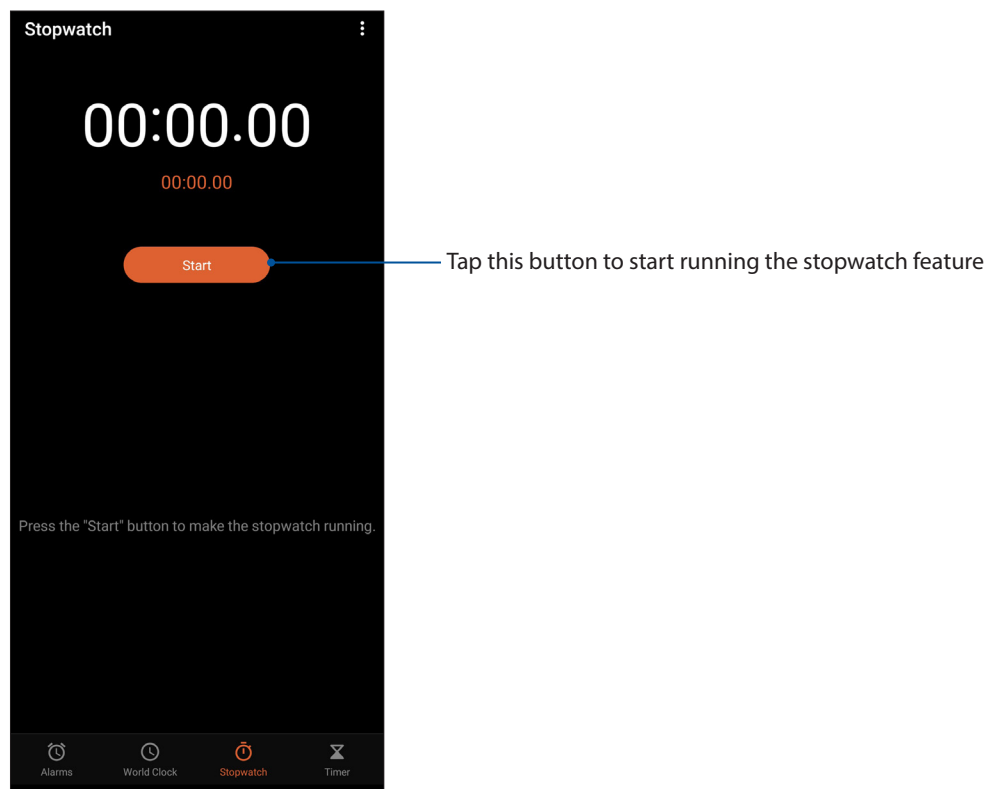 Stopwatch
00:00.00
00:00.00
Start
Tap this button to start running the stopwatch feature
Press the "Start" button to make the stopwatch running.
Alarms
World Clock
Stopwatch
Timer